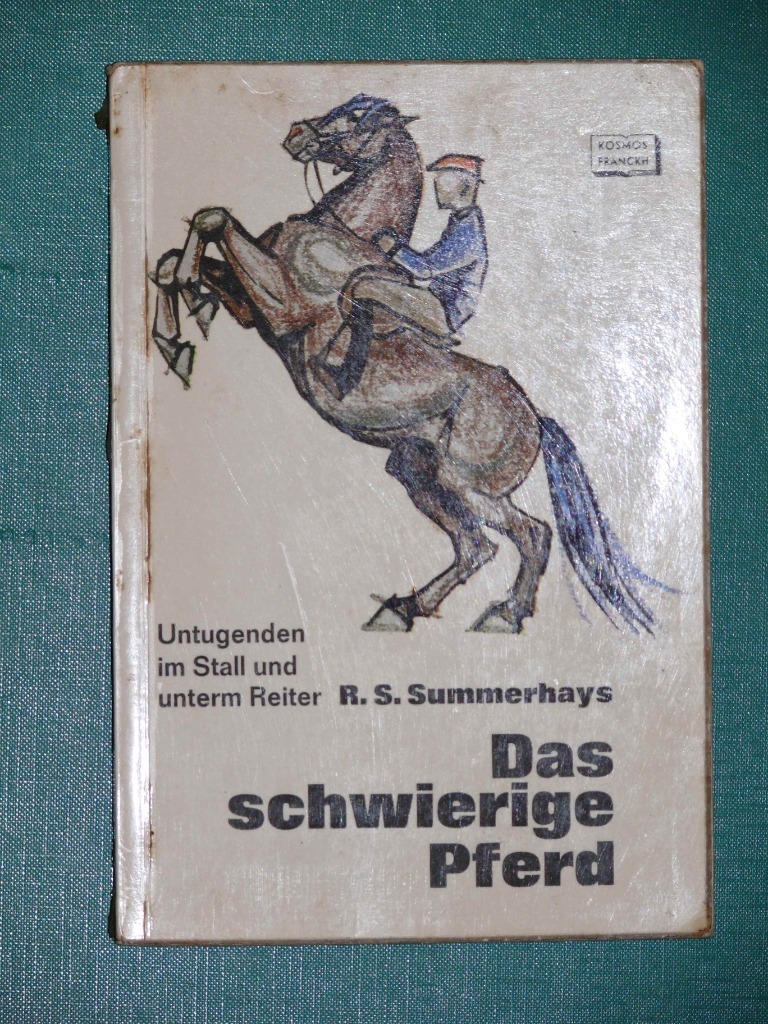 KOSMOS
FRANCKH
Untugenden
im Stall und
unterm Reiter
R. S. Summerhays
Das
schwierige
Pferd